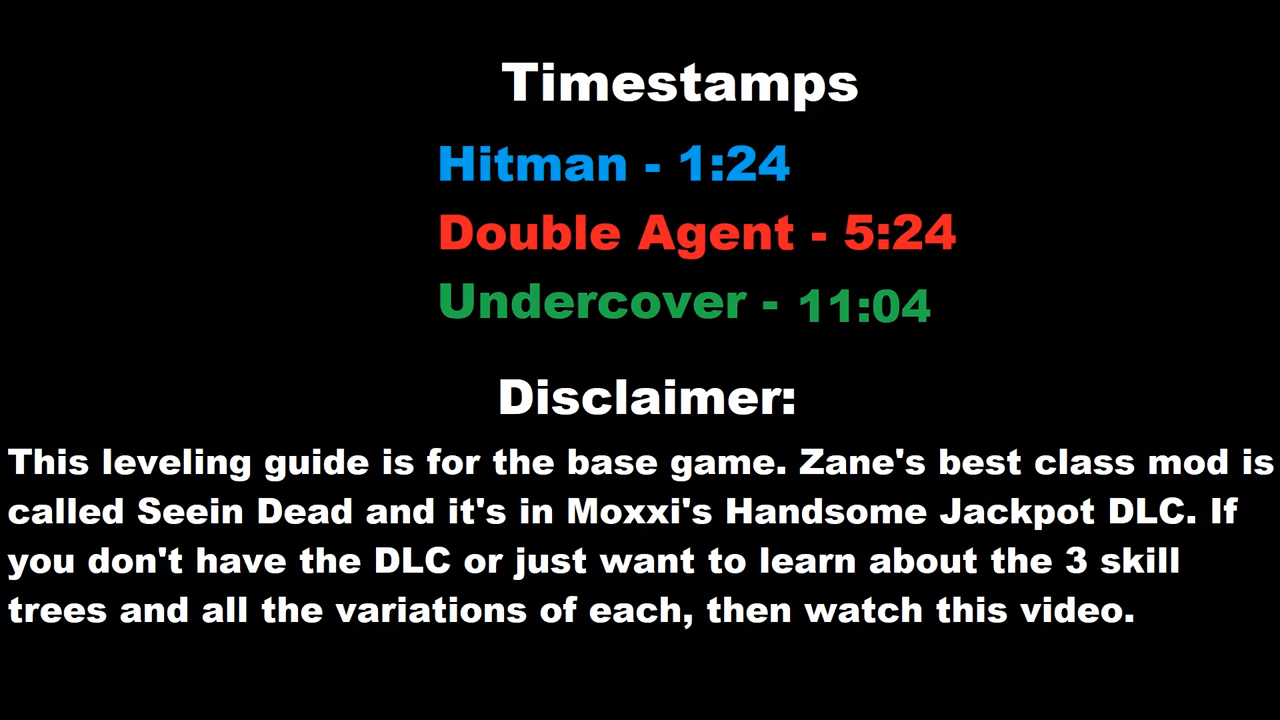 Timestamps
Hitman - 1:24
Double Agent - 5:24
Undercover - 11:04
Disclaimer:
This leveling guide is for the base game. Zane's best class mod is
called Seein Dead and it's in Moxxi's Handsome Jackpot DLC. If
you don't have the DLC or just want to learn about the 3 skill
trees and all the variations of each, then watch this video.